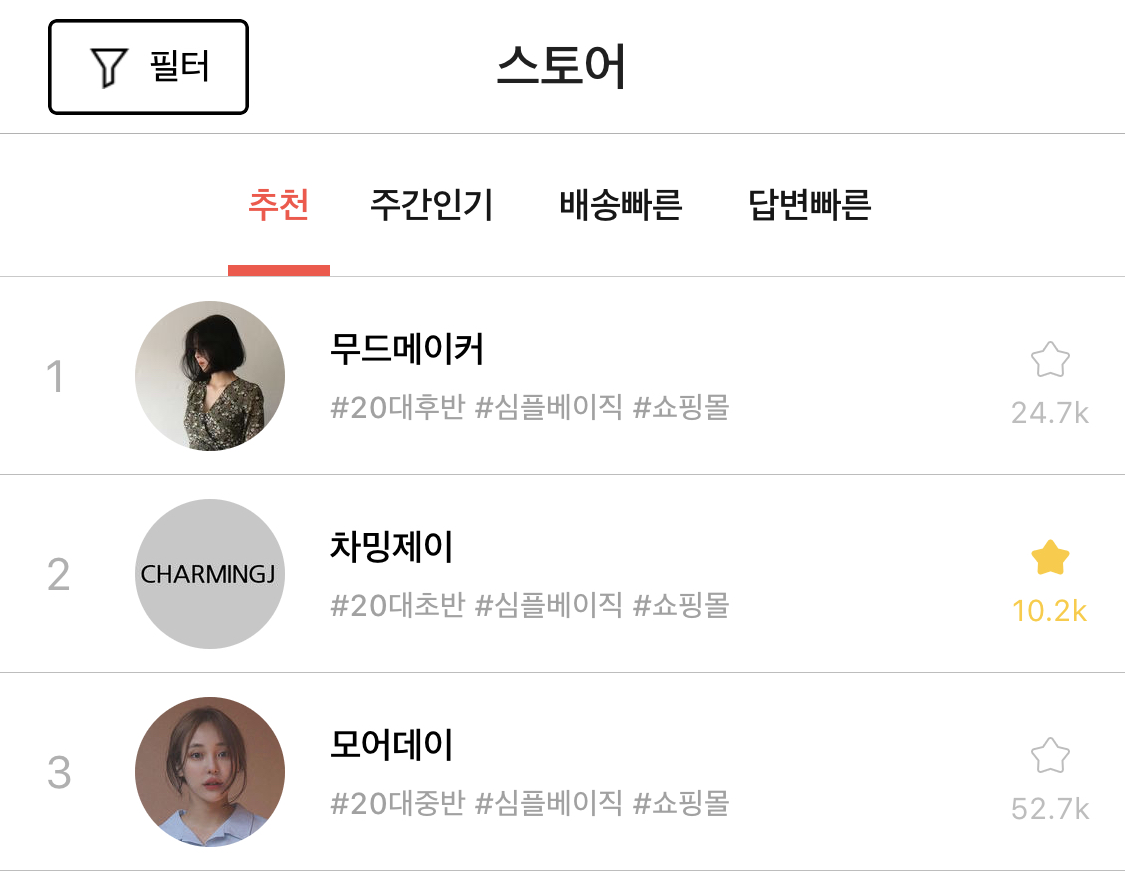 필터
스토어
추천 주간인기 배송빠른 답변빠른
1
무드메이커
#20대후반 #심플베이직 #쇼핑몰
24.7k
2
CHARMINGJ
차밍제이
#20대초반 #심플베이직 #쇼핑몰
10.2k
3
모어데이
#20대중반 #심플베이직 #쇼핑몰
52.7k